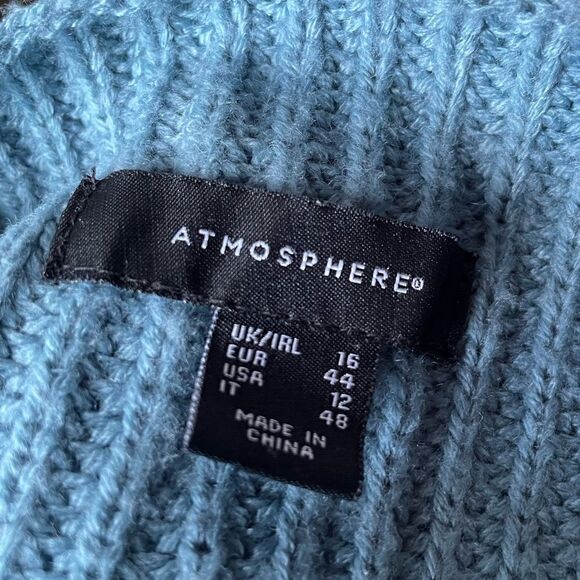 ATMOSPHERE®
UK/IRL 16
EUR 44
USA 12
IT 48
MADE IN
CHINA